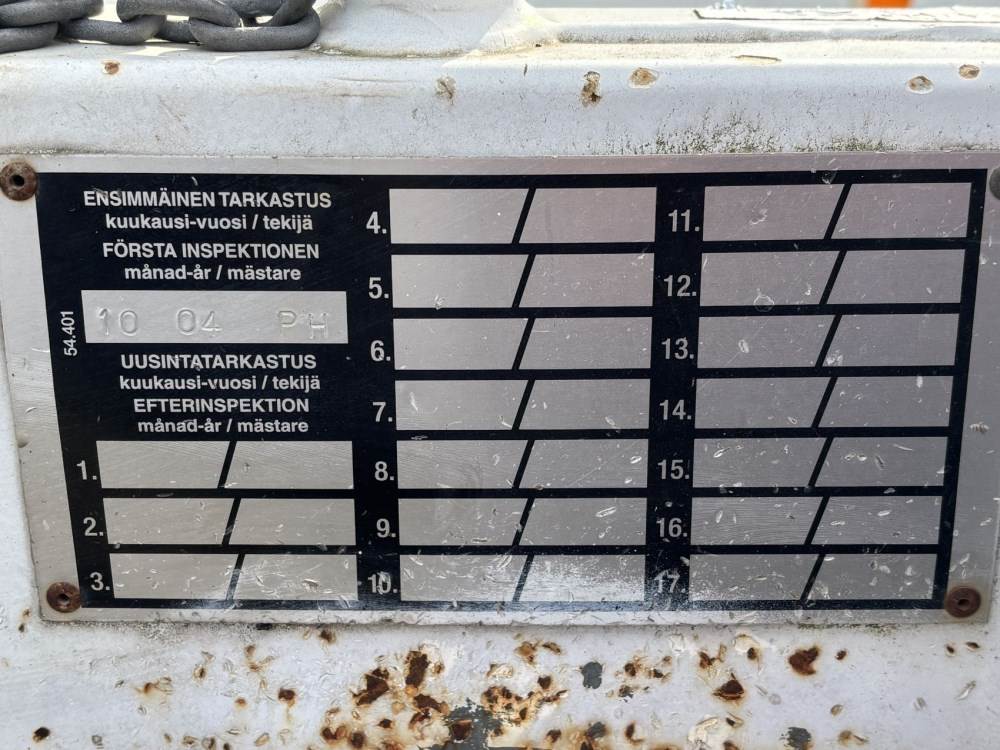 ENSIMMÄINEN TARKASTUS
kuukausi-vuosi / tekijä
FÖRSTA INSPEKTIONEN
månad-år / mästare
10 04 PH
54.401
UUSINTATARKASTUS
kuukausi-vuosi / tekijä
EFTERINSPEKTION
månad-år / mästare
1.
2.
3.
4.
5.
6.
7.
8.
9.
10.
11.
12.
13.
14.
15.
16.
17.